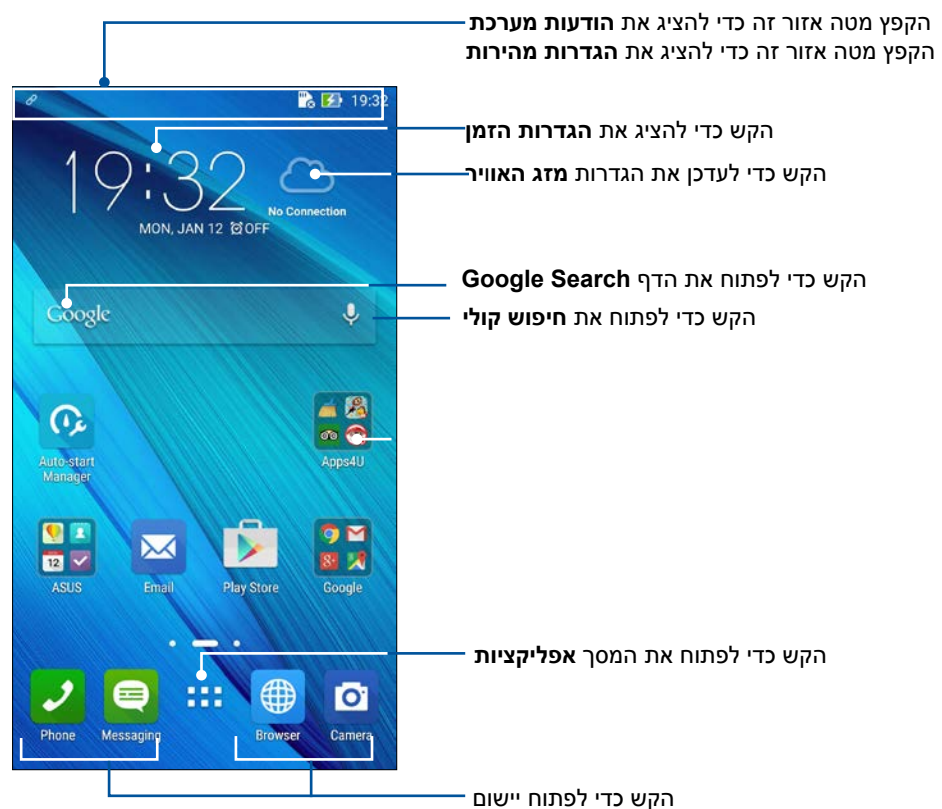 הקפץ מטה אזור זה כדי להציג את הודעות מערכת
הקפץ מטה אזור זה כדי להציג את הגדרות מהירות
19:32
הקש כדי להציג את הגדרות הזמן
19:32
הקש כדי לעדכן את הגדרות מזג האוויר
No Connection
MON, JAN 12 OFF
הקש כדי לפתוח את הדף Google Search
Google
הקש כדי לפתוח את חיפוש קולי
Auto-start
Manager
Apps4U
12
ASUS
Email
Play Store
Google
הקש כדי לפתוח את המסך אפליקציות
Phone
Messaging
Browser
Camera
הקש כדי לפתוח יישום